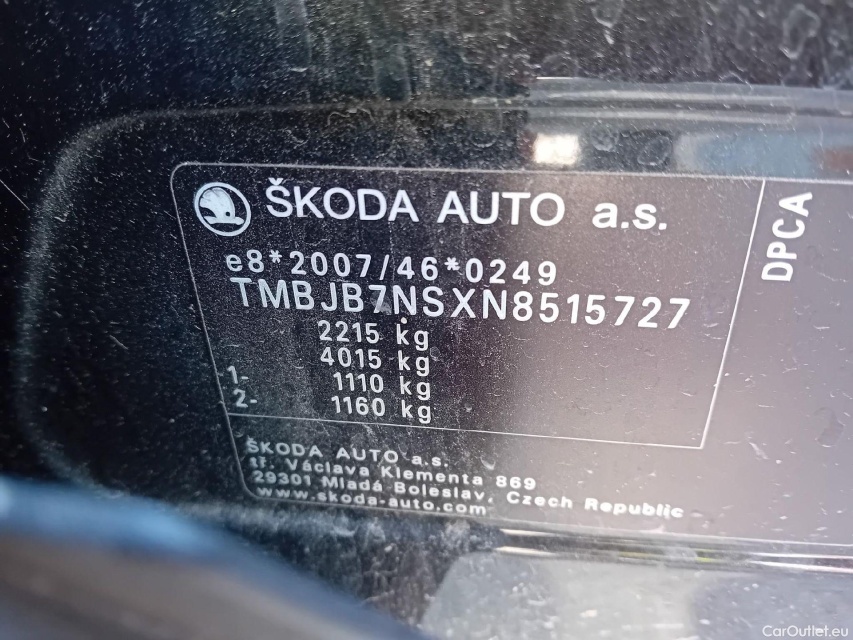 ŠKODA AUTO a.s.
e8*2007/46*0249
TMBJB7NSXN8515727
2215 kg
4015 kg
1- 1110 kg
2- 1160 kg
DPCA
ŠKODA AUTO a.s.
tř. Václava Klementa 869
29301 Mladá Boleslav, Czech Republic
www.skoda-auto.com
CarOutlet.eu